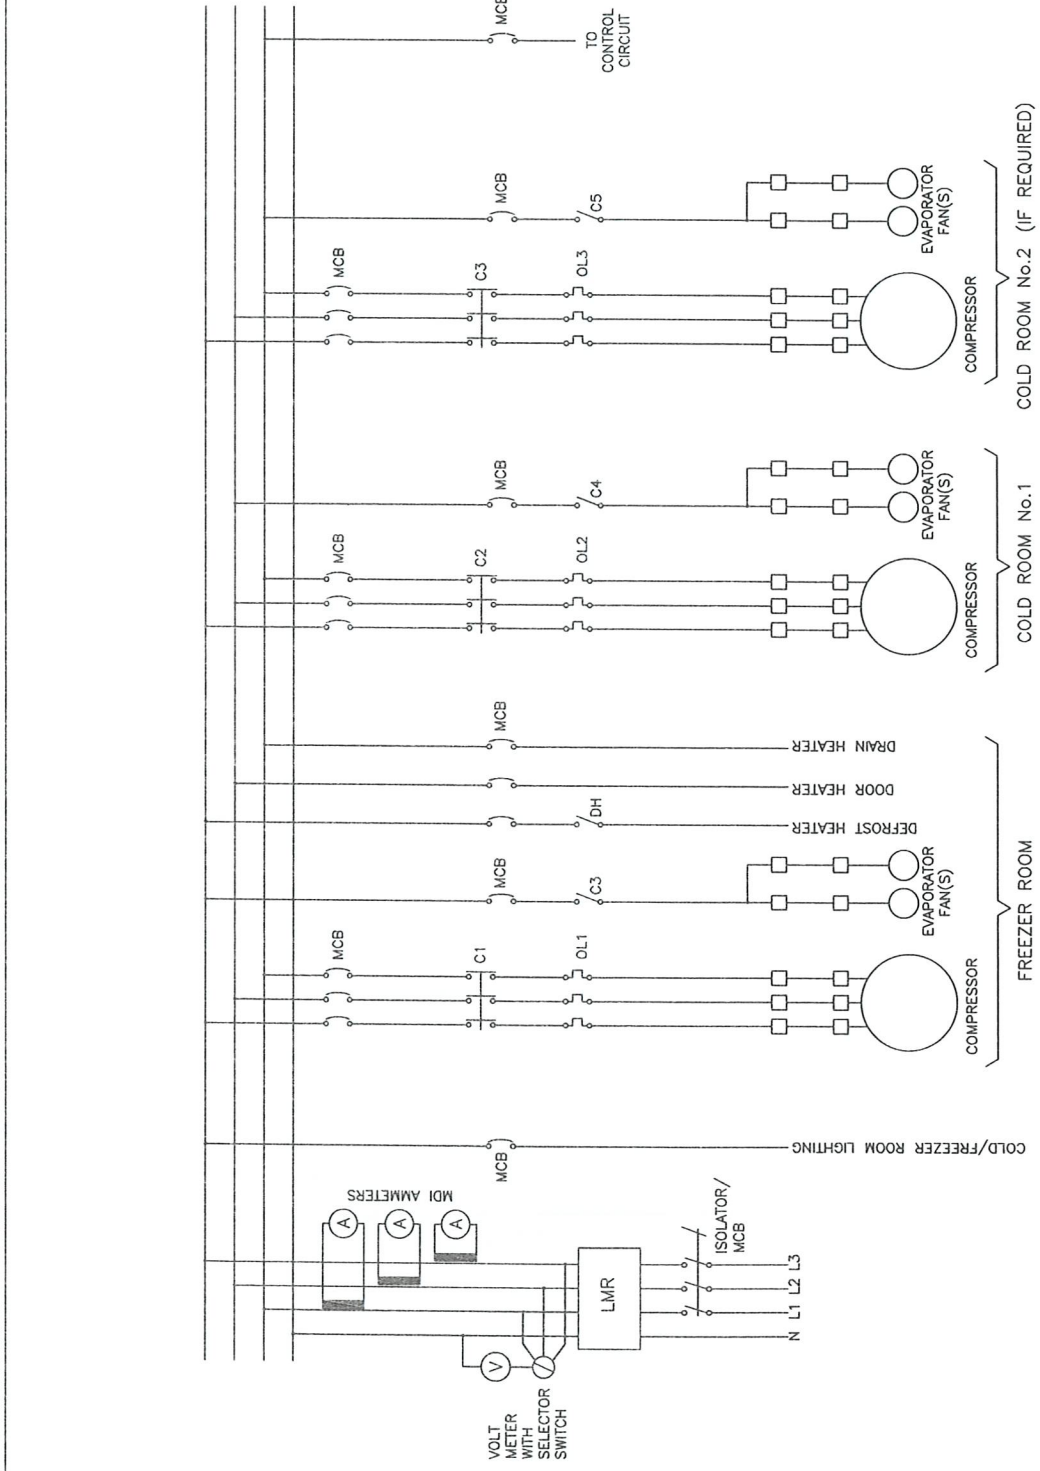 VOLT
METER
WITH
SELECTOR
SWITCH
V
MDI AMMETERS
A
A
A
LMR
ISOLATOR/
MCB
N
L1
L2
L3
MCB
COLD/FREEZER ROOM LIGHTING
MCB
C1
OL1
COMPRESSOR
MCB
C3
EVAPORATOR
FAN(S)
DH
DEFROST HEATER
DOOR HEATER
MCB
DRAIN HEATER
FREEZER ROOM
MCB
C2
OL2
COMPRESSOR
MCB
C4
EVAPORATOR
FAN(S)
COLD ROOM No.1
MCB
C3
OL3
COMPRESSOR
MCB
C5
EVAPORATOR
FAN(S)
COLD ROOM No.2 (IF REQUIRED)
MCB
TO
CONTROL
CIRCUIT